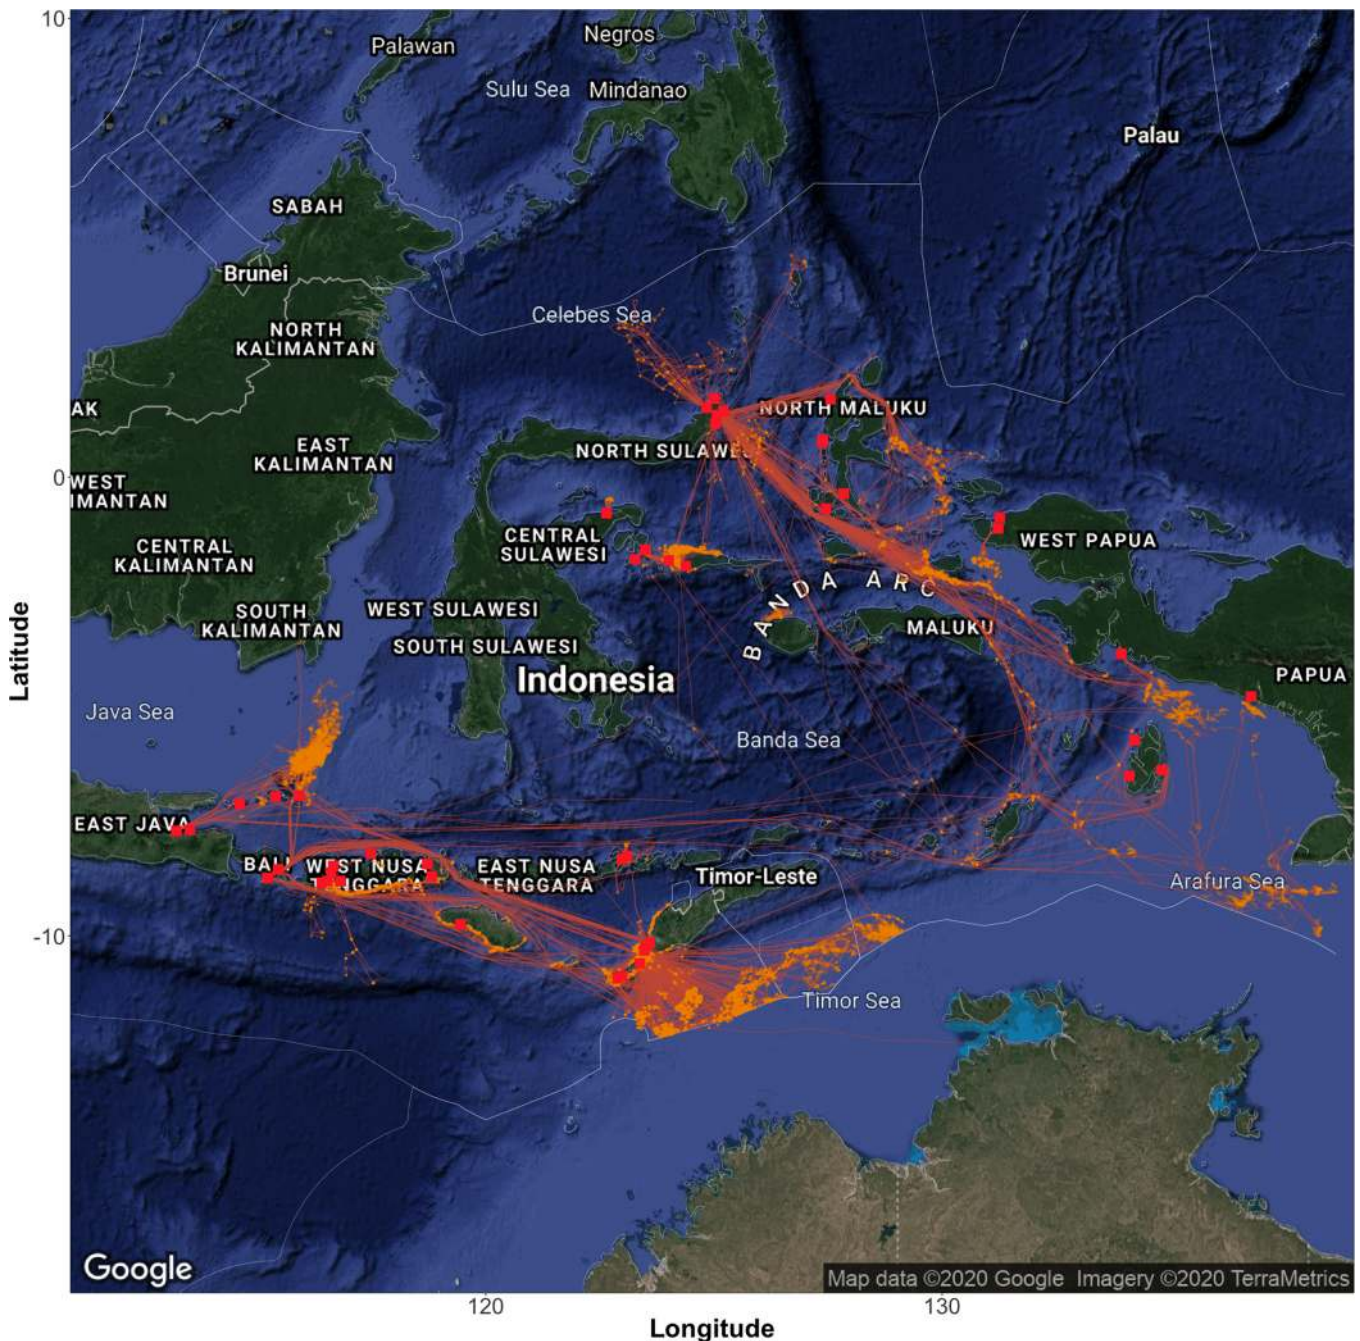 10
Palawan
Negros
Sulu Sea
Mindanao
Palau
SABAH
Brunei
Celebes Sea
NORTH
KALIMANTAN
AK
NORTH MALUKU
EAST
KALIMANTAN
NORTH SULAWES
0
WEST
IMANTAN
CENTRAL
KALIMANTAN
CENTRAL
SULAWESI
WEST PAPUA
BANDA ARC
SOUTH
KALIMANTAN
WEST SULAWESI
MALUKU
SOUTH SULAWESI
Latitude
Indonesia
PAPUA
Java Sea
Banda Sea
EAST JAVA
BALI
WEST NUSA
TENGGARA
EAST NUSA
TENGGARA
Timor-Leste
Arafura Sea
-10
Timor Sea
Google
Map data ©2020 Google Imagery ©2020 TerraMetrics
120
130
Longitude